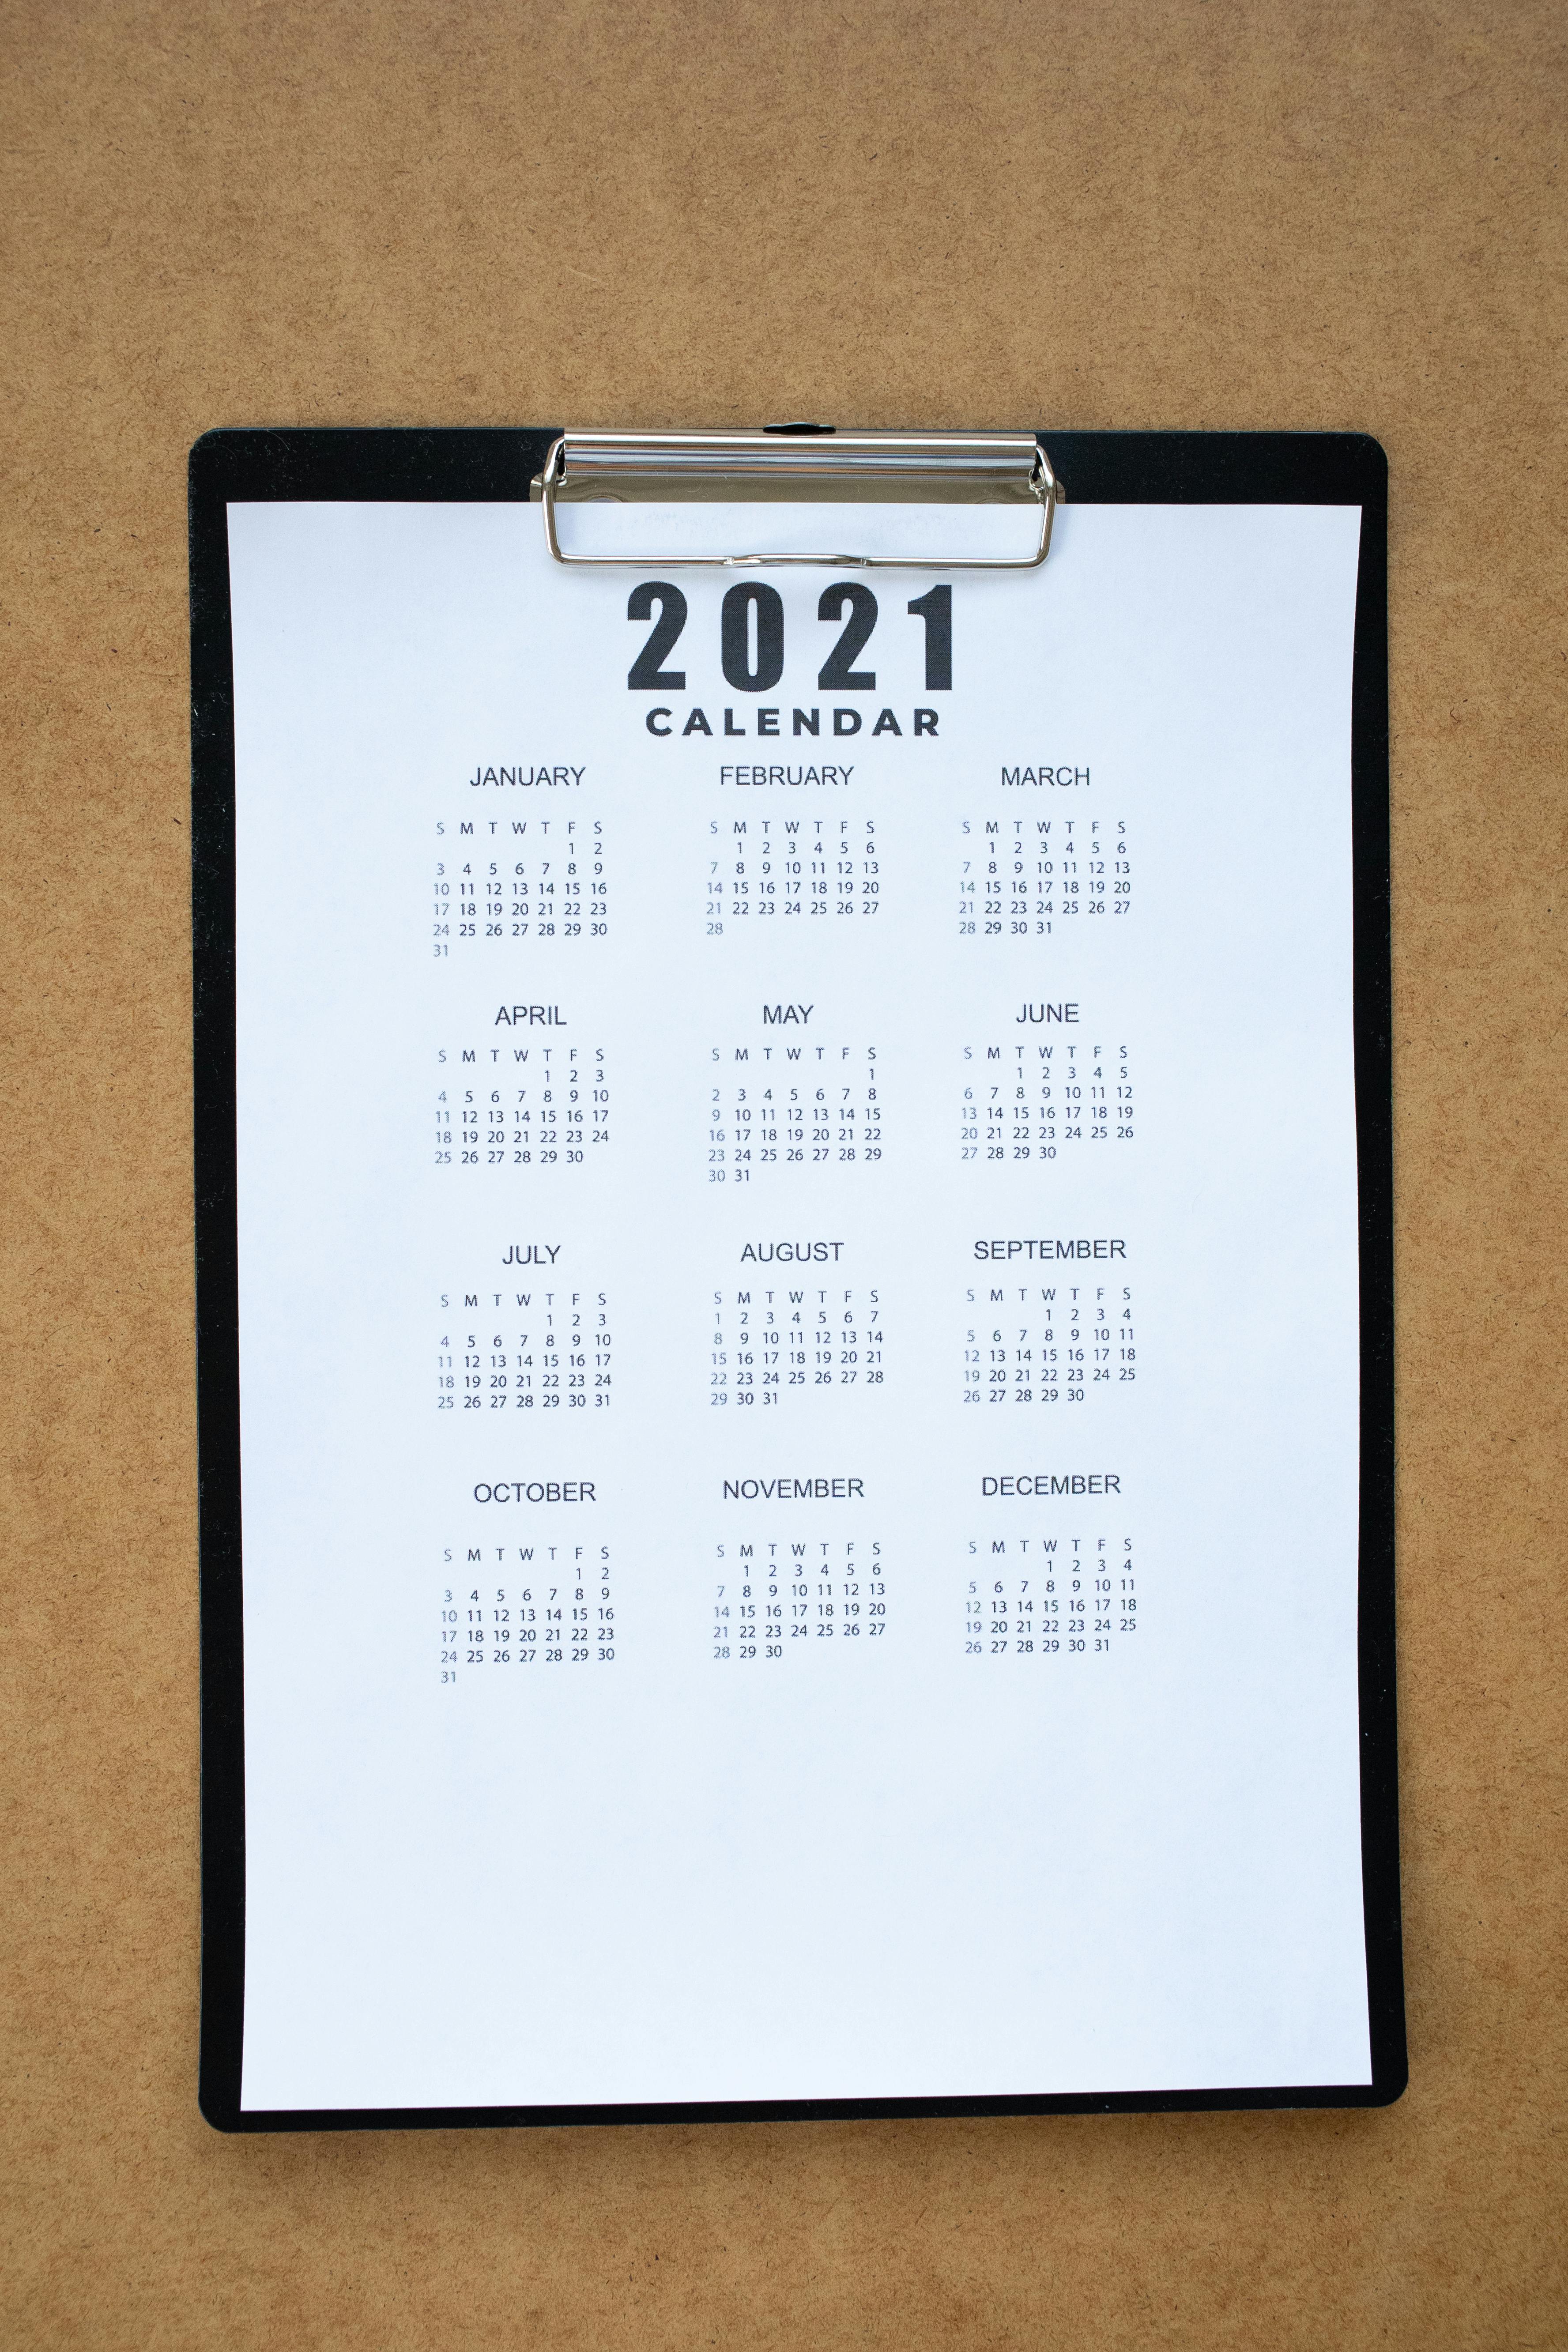 2021
CALENDAR
JANUARY
S M T W T F S
1 2
3 4 5 6 7 8 9
10 11 12 13 14 15 16
17 18 19 20 21 22 23
24 25 26 27 28 29 30
31
FEBRUARY
S M T W T F S
1 2 3 4 5 6
7 8 9 10 11 12 13
14 15 16 17 18 19 20
21 22 23 24 25 26 27
28
MARCH
S M T W T F S
1 2 3 4 5 6
7 8 9 10 11 12 13
14 15 16 17 18 19 20
21 22 23 24 25 26 27
28 29 30 31
APRIL
S M T W T F S
1 2 3
4 5 6 7 8 9 10
11 12 13 14 15 16 17
18 19 20 21 22 23 24
25 26 27 28 29 30
MAY
S M T W T F S
1
2 3 4 5 6 7 8
9 10 11 12 13 14 15
16 17 18 19 20 21 22
23 24 25 26 27 28 29
30 31
JUNE
S M T W T F S
1 2 3 4 5
6 7 8 9 10 11 12
13 14 15 16 17 18 19
20 21 22 23 24 25 26
27 28 29 30
JULY
S M T W T F S
1 2 3
4 5 6 7 8 9 10
11 12 13 14 15 16 17
18 19 20 21 22 23 24
25 26 27 28 29 30 31
AUGUST
S M T W T F S
1 2 3 4 5 6 7
8 9 10 11 12 13 14
15 16 17 18 19 20 21
22 23 24 25 26 27 28
29 30 31
SEPTEMBER
S M T W T F S
1 2 3 4
5 6 7 8 9 10 11
12 13 14 15 16 17 18
19 20 21 22 23 24 25
26 27 28 29 30
OCTOBER
S M T W T F S
1 2
3 4 5 6 7 8 9
10 11 12 13 14 15 16
17 18 19 20 21 22 23
24 25 26 27 28 29 30
31
NOVEMBER
S M T W T F S
1 2 3 4 5 6
7 8 9 10 11 12 13
14 15 16 17 18 19 20
21 22 23 24 25 26 27
28 29 30
DECEMBER
S M T W T F S
1 2 3 4
5 6 7 8 9 10 11
12 13 14 15 16 17 18
19 20 21 22 23 24 25
26 27 28 29 30 31